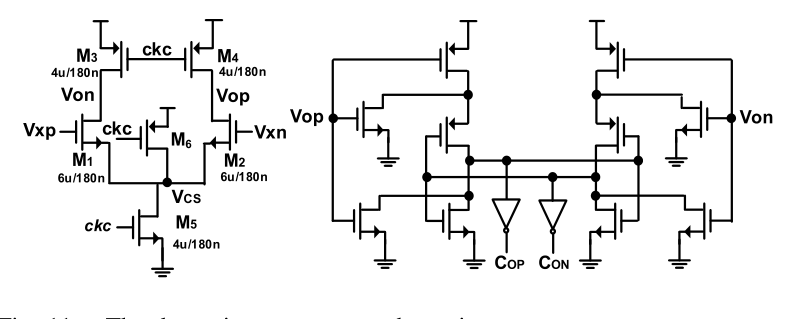 M3
ckc
M4
4u/180n
4u/180n
Von
Vop
Vxp
ckc
M6
Vxn
M1
M2
6u/180n
6u/180n
VCS
ckc
M5
4u/180n
Vop
Von
COP
CON